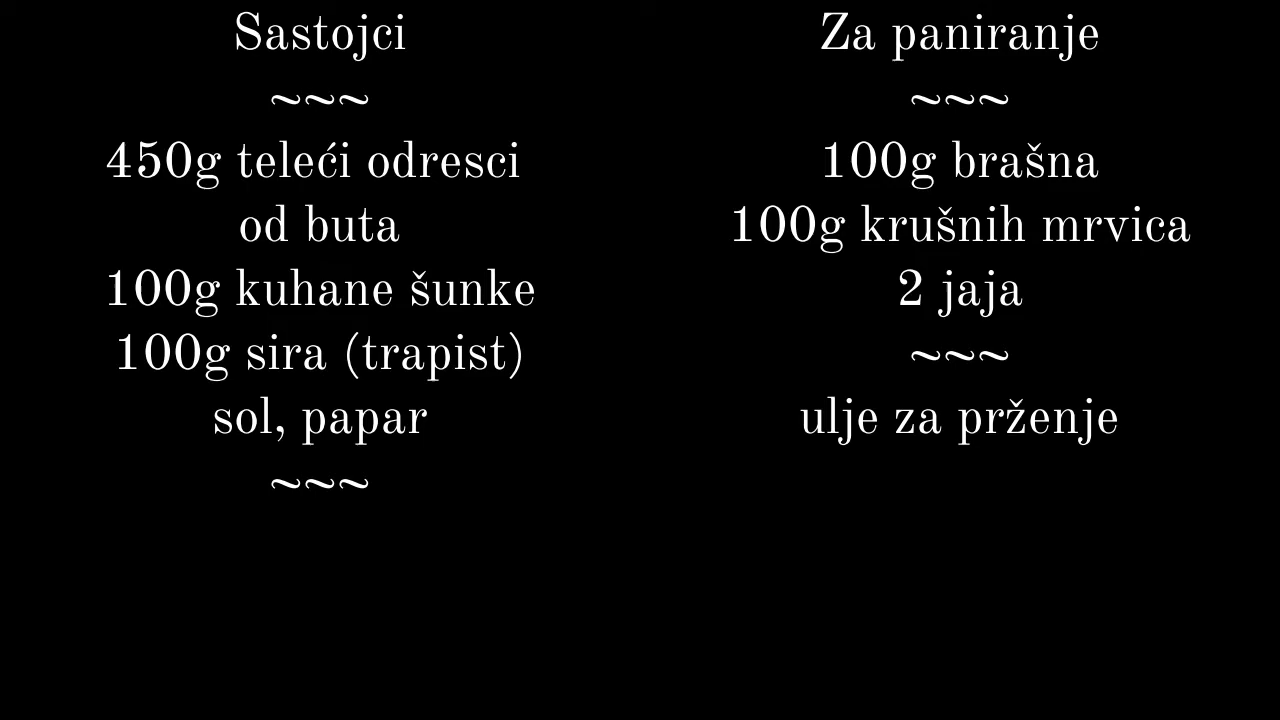 Sastojci
~~~
450g teleći odresci
od buta
100g kuhane šunke
100g sira (trapist)
sol, papar
~~~
Za paniranje
~~~
100g brašna
100g krušnih mrvica
2 jaja
~~~
ulje za prženje